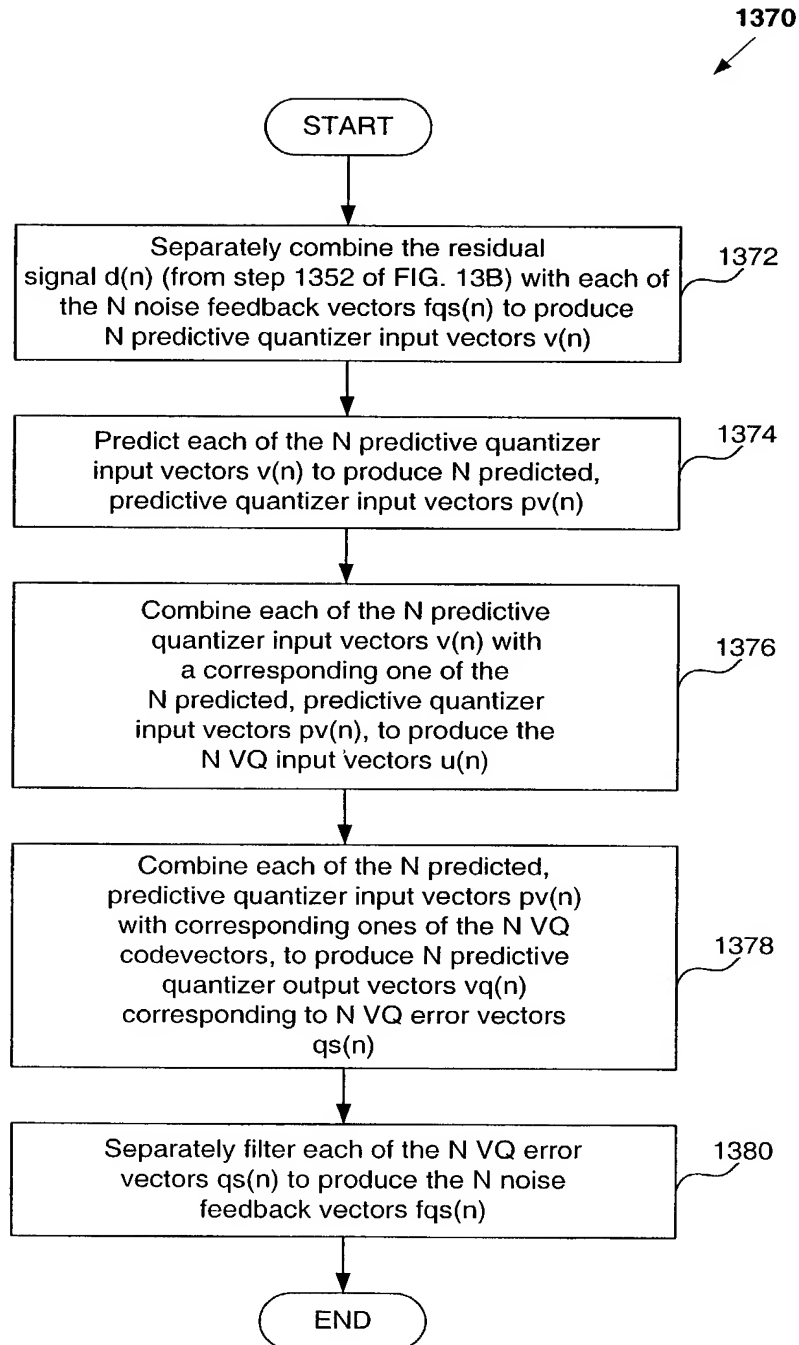 1370
START
Separately combine the residual
signal d(n) (from step 1352 of FIG. 13B) with each of
the N noise feedback vectors fqs(n) to produce
N predictive quantizer input vectors v(n)
1372
Predict each of the N predictive quantizer
input vectors v(n) to produce N predicted,
predictive quantizer input vectors pv(n)
1374
Combine each of the N predictive
quantizer input vectors v(n) with
a corresponding one of the
N predicted, predictive quantizer
input vectors pv(n), to produce the
N VQ input vectors u(n)
1376
Combine each of the N predicted,
predictive quantizer input vectors pv(n)
with corresponding ones of the N VQ
codevectors, to produce N predictive
quantizer output vectors vq(n)
corresponding to N VQ error vectors
qs(n)
1378
Separately filter each of the N VQ error
vectors qs(n) to produce the N noise
feedback vectors fqs(n)
1380
END